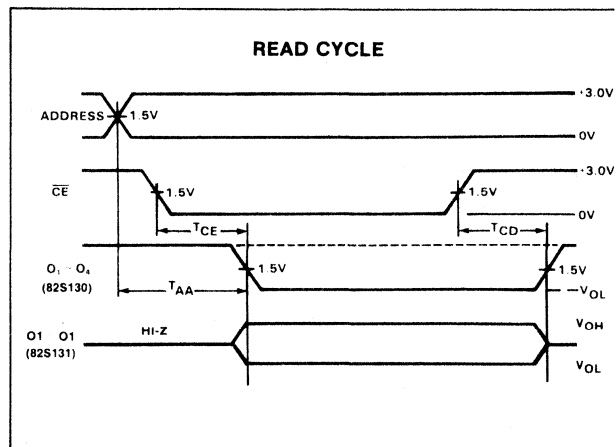 READ CYCLE
+3.0V
ADDRESS
1.5V
0V
+3.0V
CE
1.5V
1.5V
0V
TCE
TCD
O1 - O4
(82S130)
1.5V
1.5V
TAA
VOL
O1 O1
(82S131)
HI-Z
VOH
VOL